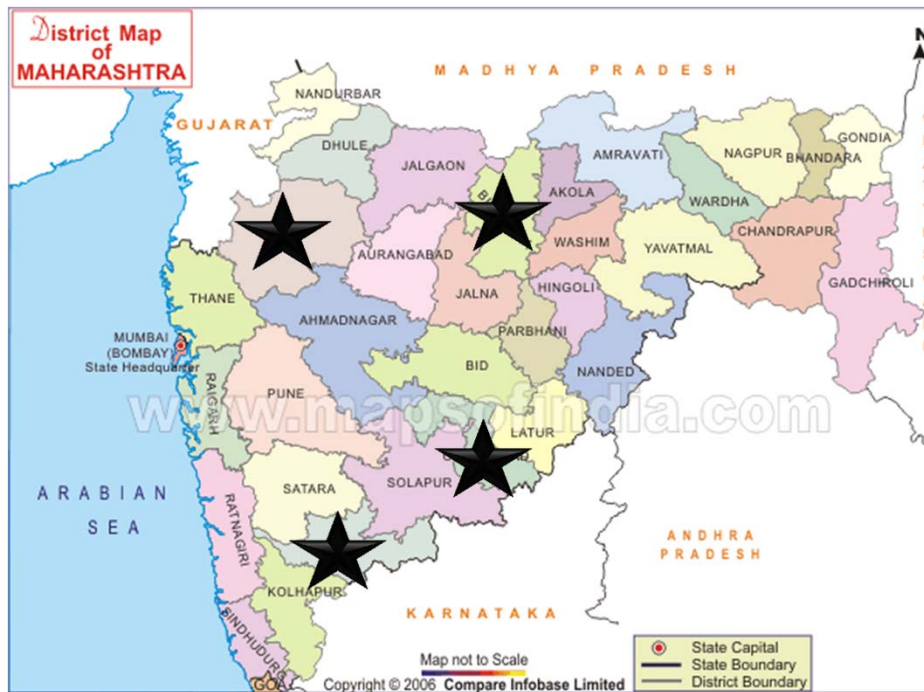 District Map
of
MAHARASHTRA
N
MADHYA PRADESH
NANDURBAR
GUJARAT
DHULE
JALGAON
AMRAVATI
NAGPUR
BHANDARA
GONDIA
AKOLA
WARDHA
AURANGABAD
WASHIM
YAVATMAL
CHANDRAPUR
GADCHIROLI
THANE
JALNA
HINGOLI
AHMADNAGAR
PARBHANI
MUMBAI
(BOMBAY)
State Headquarter
BID
NANDED
RAIGARH
PUNE
www.mapsofindia.com
LATUR
ARABIAN
SEA
SATARA
SOLAPUR
RATNAGIRI
ANDHRA
PRADESH
KOLHAPUR
KARNATAKA
SINDHUDURG
GOA
State Capital
State Boundary
District Boundary
Map not to Scale
Copyright © 2006 Compare Infobase Limited